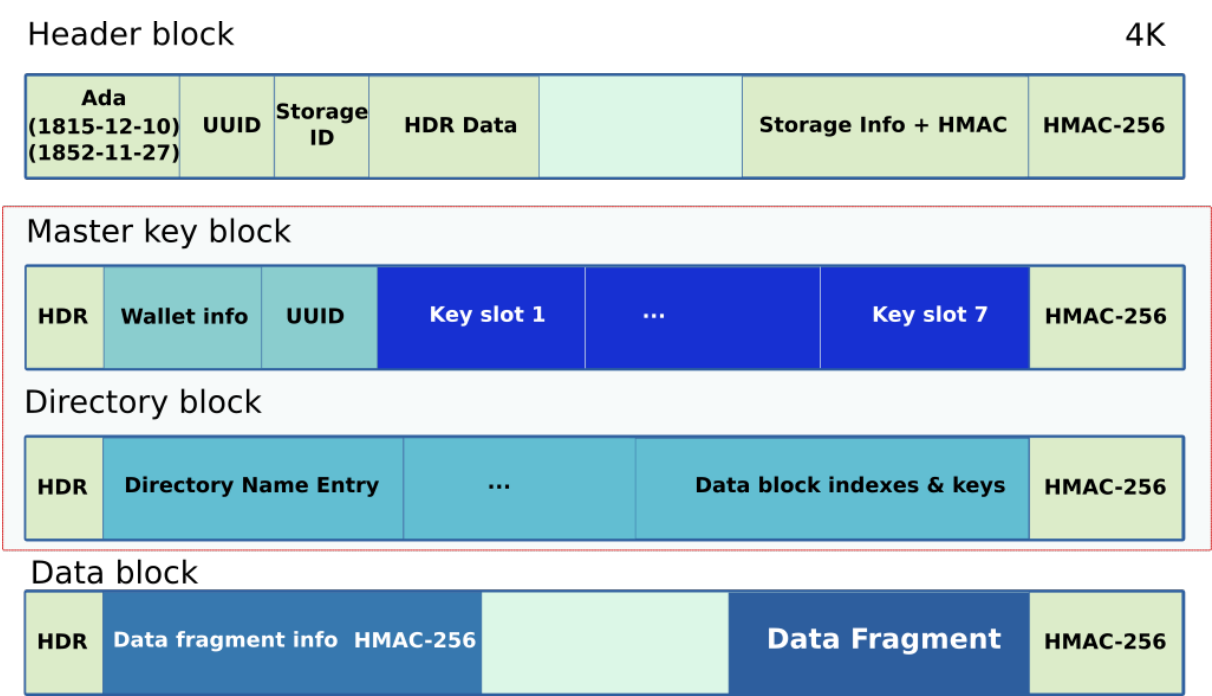 Header block 4K
Ada
(1815-12-10)
(1852-11-27)
UUID
Storage
ID
HDR Data
Storage Info + HMAC
HMAC-256
Master key block
HDR
Wallet info
UUID
Key slot 1
...
Key slot 7
HMAC-256
Directory block
HDR
Directory Name Entry
...
Data block indexes & keys
HMAC-256
Data block
HDR
Data fragment info HMAC-256
Data Fragment
HMAC-256